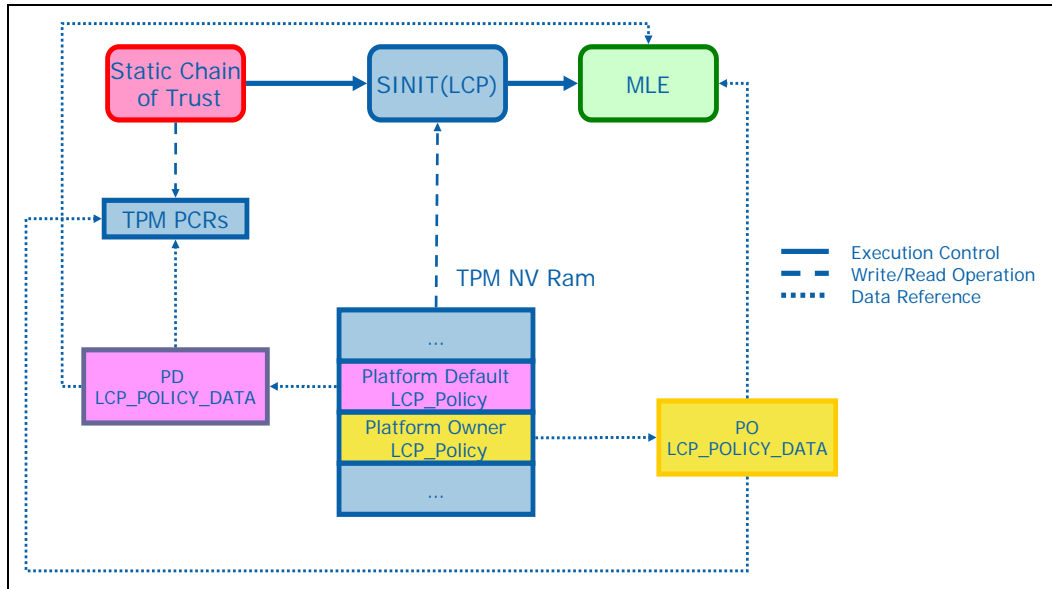 Static Chain
of Trust
SINIT(LCP)
MLE
TPM PCRs
Execution Control
Write/Read Operation
Data Reference
TPM NV Ram
...
Platform Default
LCP_Policy
Platform Owner
LCP_Policy
...
PD
LCP_POLICY_DATA
PO
LCP_POLICY_DATA